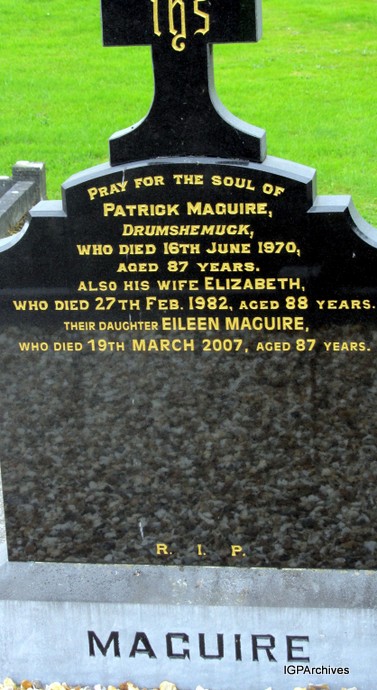 IHS
PRAY FOR THE SOUL OF
PATRICK MAGUIRE,
DRUMSHEMUCK,
WHO DIED 16TH JUNE 1970,
AGED 87 YEARS.
ALSO HIS WIFE ELIZABETH,
WHO DIED 27TH FEB. 1982, AGED 88 YEARS.
THEIR DAUGHTER EILEEN MAGUIRE,
WHO DIED 19TH MARCH 2007, AGED 87 YEARS.
R. I. P.
MAGUIRE
IGPArchives